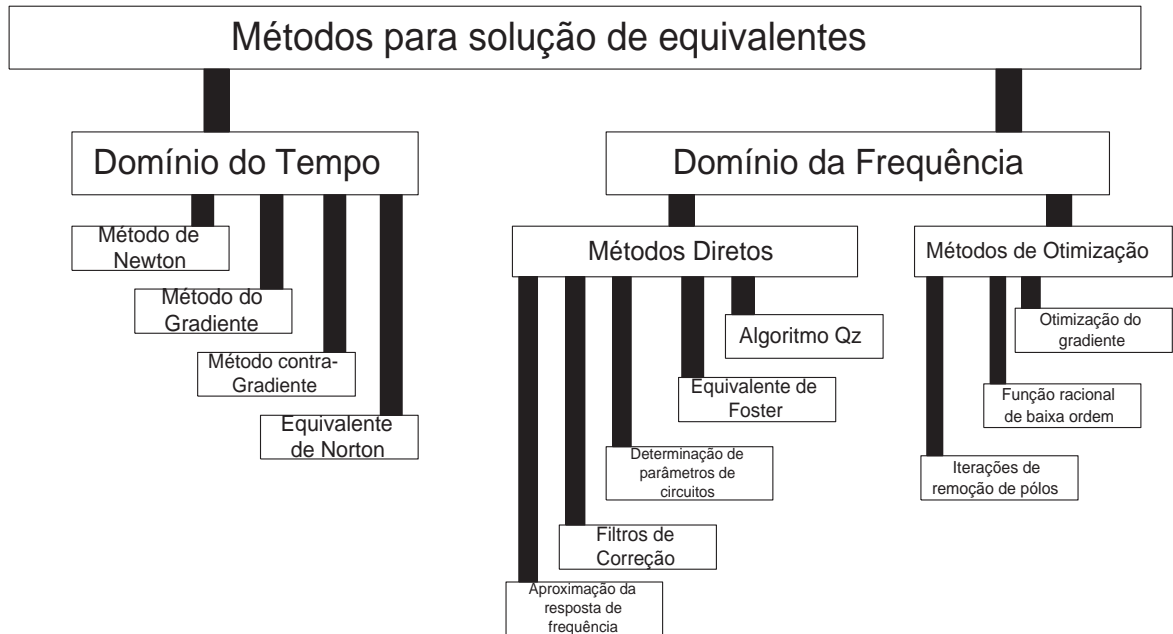 Métodos para solução de equivalentes
Domínio do Tempo
Método de
Newton
Método do
Gradiente
Método contra-
Gradiente
Equivalente
de Norton
Domínio da Frequência
Métodos Diretos
Algoritmo Qz
Equivalente de
Foster
Determinação de
parâmetros de
circuitos
Filtros de
Correção
Aproximação da
resposta de
frequência
Métodos de Otimização
Otimização do
gradiente
Função racional
de baixa ordem
Iterações de
remoção de pólos